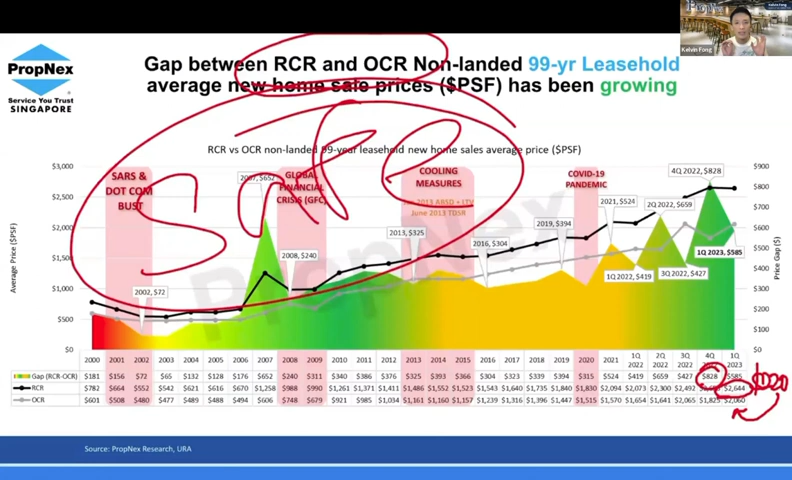 PROPNEX
Kelvin Fong
Kelvin Fong
PropNex
Service You Trust
SINGAPORE
Gap between RCR and OCR Non-landed 99-yr Leasehold
average new home sale prices ($PSF) has been growing
RCR vs OCR non-landed 99-year leasehold new home sales average price ($PSF)
SARS &
DOT COM
BUST
GLOBAL
FINANCIAL
CRISIS (GFC)
COOLING
MEASURES
2013 ABSD + LTV
June 2013 TDSR
COVID-19
PANDEMIC
safe
Average Price ($PSF)
$3,000
$2,500
$2,000
$1,500
$1,000
$500
$0
Price Gap ($PSF)
$900
$800
$700
$600
$500
$400
$300
$200
$100
$0
2002, $72
2007, $652
2008, $240
2013, $325
2016, $304
2019, $394
2021, $524
1Q 2022, $419
2Q 2022, $659
3Q 2022, $427
4Q 2022, $828
1Q 2023, $585
PropNex
2000 2001 2002 2003 2004 2005 2006 2007 2008 2009 2010 2011 2012 2013 2014 2015 2016 2017 2018 2019 2020 2021 1Q 2022 2Q 2022 3Q 2022 4Q 2022 1Q 2023
Gap (RCR-OCR) $181 $156 $72 $65 $132 $128 $176 $652 $240 $311 $340 $386 $376 $325 $393 $366 $304 $323 $339 $394 $315 $524 $419 $659 $427 $828 $585
RCR $782 $664 $552 $542 $621 $616 $670 $1,258 $988 $990 $1,261 $1,371 $1,411 $1,486 $1,552 $1,523 $1,543 $1,640 $1,735 $1,840 $1,830 $2,094 $2,073 $2,300 $2,492 $2,644
OCR $601 $508 $480 $477 $489 $488 $494 $606 $748 $679 $921 $985 $1,034 $1,161 $1,160 $1,157 $1,239 $1,316 $1,396 $1,447 $1,515 $1,570 $1,654 $1,641 $2,065 $1,825 $2,060
Source: PropNex Research, URA